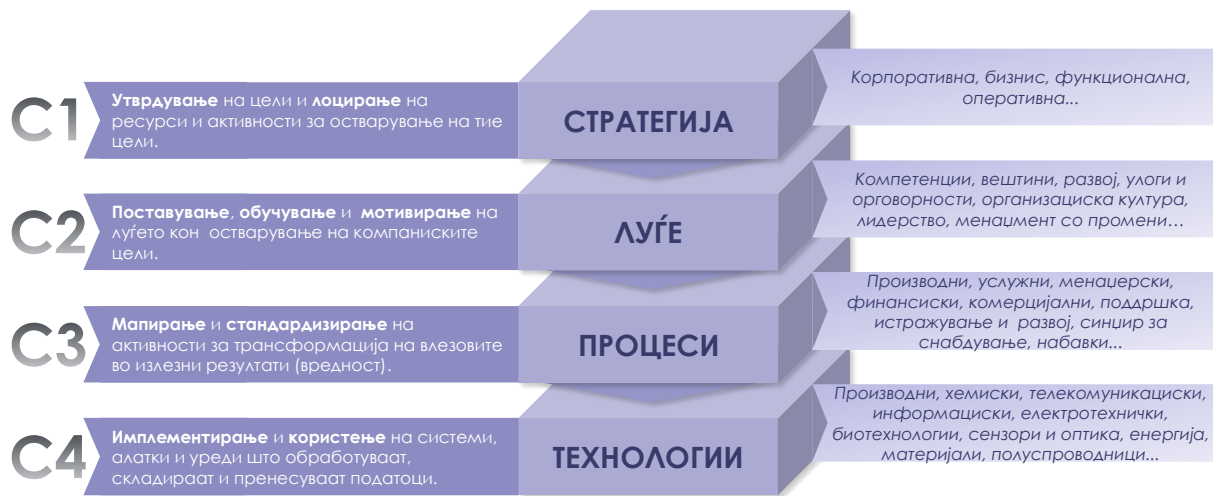 C1
Утврдување на цели и лоцирање на
ресурси и активности за остварување на тие
цели.
СТРАТЕГИЈА
Корпоративна, бизнис, функционална,
оперативна...
C2
Поставување, обучување и мотивирање на
луѓето кон остварување на компаниските
цели.
ЛУЃЕ
Компетенции, вештини, развој, улоги и
орговорности, организациска култура,
лидерство, менаџмент со промени...
C3
Мапирање и стандардизирање на
активности за трансформација на влезовите
во излезни резултати (вредност).
ПРОЦЕСИ
Производни, услужни, менаџерски,
финансиски, комерцијални, поддршка,
истражување и развој, синџир за
снабдување, набавки...
C4
Имплементирање и користење на системи,
алатки и уреди што обработуваат,
складираат и пренесуваат податоци.
ТЕХНОЛОГИИ
Производни, хемиски, телекомуникациски,
информациски, електротехнички,
биотехнологии, сензори и оптика, енергија,
материјали, полуспроводници...